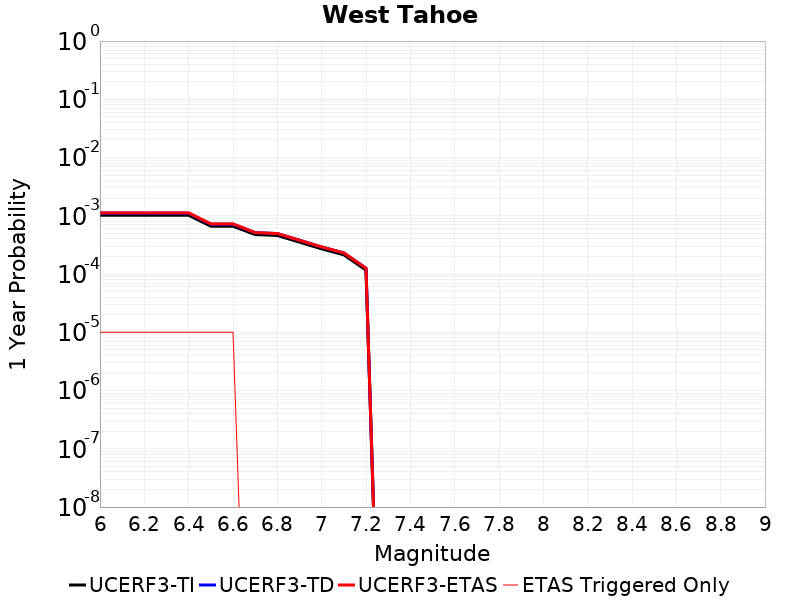 West Tahoe
1 Year Probability
10^0
10^-1
10^-2
10^-3
10^-4
10^-5
10^-6
10^-7
10^-8
6 6.2 6.4 6.6 6.8 7 7.2 7.4 7.6 7.8 8 8.2 8.4 8.6 8.8 9
Magnitude
UCERF3-TI UCERF3-TD UCERF3-ETAS ETAS Triggered Only